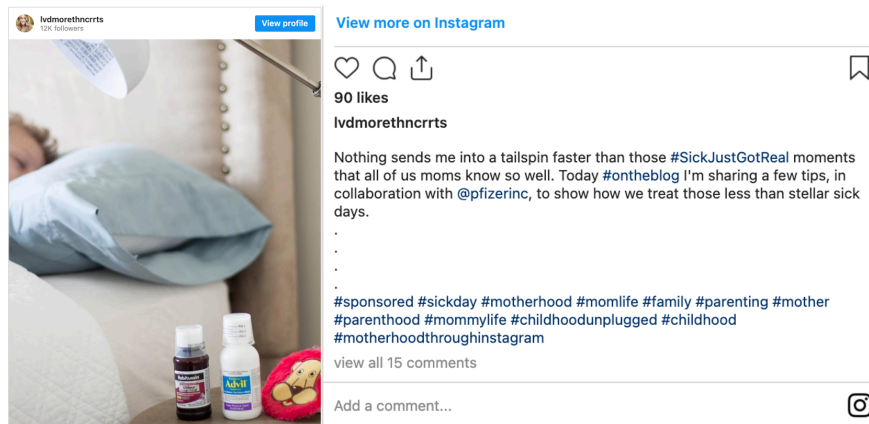 lvdmorethncrrts
12K followers
View profile
View more on Instagram
90 likes
lvdmorethncrrts
Nothing sends me into a tailspin faster than those #SickJustGotReal moments
that all of us moms know so well. Today #ontheblog I'm sharing a few tips, in
collaboration with @pfizerinc, to show how we treat those less than stellar sick
days.
.
.
.
.
#sponsored #sickday #motherhood #momlife #family #parenting #mother
#parenthood #mommylife #childhoodunplugged #childhood
#motherhoodthroughinstagram
view all 15 comments
Add a comment...
Robitussin
Advil